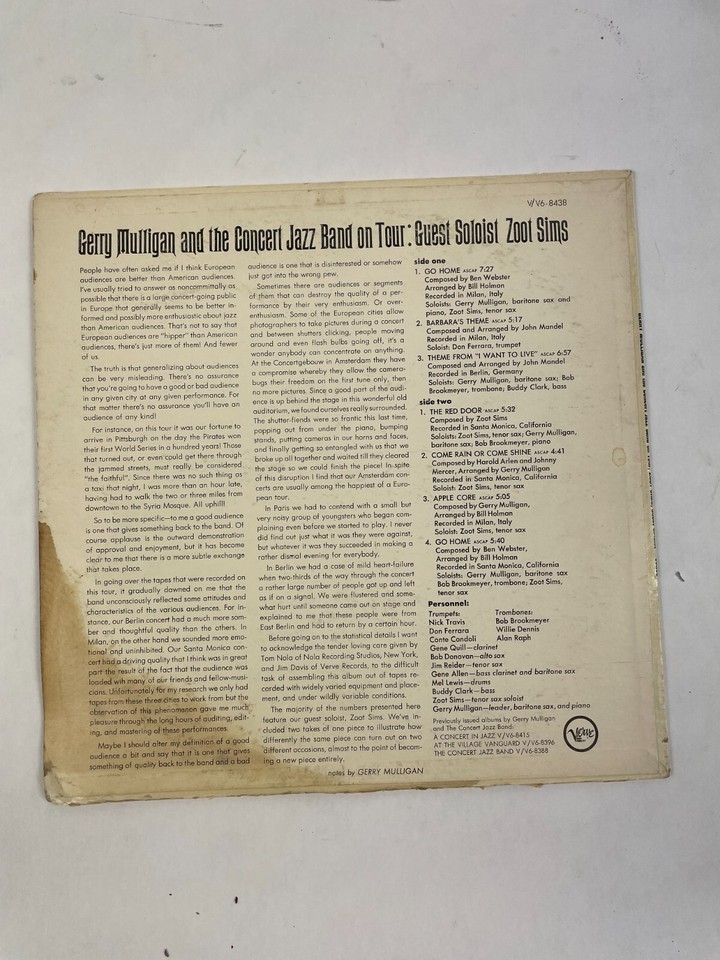 V/V6-8438
Gerry Mulligan and the Concert Jazz Band on Tour: Guest Soloist Zoot Sims
People have often asked me if I think European
audiences are better than American audiences.
I've usually tried to answer as noncommittally as
possible that there is a large concert-going public
in Europe that generally seems to be better in-
formed and possibly more enthusiastic about jazz
than American audiences. That's not to say that
European audiences are "hipper" than American
audiences, there's just more of them! And fewer
of us.
The truth is that generalizing about audiences
can be very misleading. There's no assurance
that you're going to have a good or bad audience
in any given city at any given performance. For
that matter there's no assurance you'll have an
audience of any kind!
For instance, on this tour it was our fortune to
arrive in Pittsburgh on the day the Pirates won
their first World Series in a hundred years! Those
that turned out, or even could get there through
the jammed streets, must really be considered
"the faithful". Since there was no such thing as
a taxi that night, I was more than an hour late,
having had to walk the two or three miles from
downtown to the Syria Mosque. All uphill!
So to be more specific—to me a good audience
is one that gives something back to the band. Of
course applause is the outward demonstration
of approval and enjoyment, but it has become
clear to me that there is a more subtle exchange
that takes place.
In going over the tapes that were recorded on
this tour, it gradually dawned on me that the
band unconsciously reflected some attitudes and
characteristics of the various audiences. For in-
stance, our Berlin concert had a much more som-
ber and thoughtful quality than the others. In
Milan, on the other hand we sounded more emo-
tional and uninhibited. Our Santa Monica con-
cert had a driving quality that I think was in great
part the result of the fact that the audience was
loaded with many of our friends and fellow-musi-
cians. Unfortunately for my research we only had
tapes from these three cities to work from but the
observation of this phenomenon gave me much
pleasure through the long hours of auditing, edit-
ing, and mastering of these performances.
Maybe I should alter my definition of a good
audience a bit and say that it is one that gives
something of quality back to the band and a bad
audience is one that is disinterested or somehow
just got into the wrong pew.
Sometimes there are audiences or segments
of them that can destroy the quality of a per-
formance by their very enthusiasm. Or over-
enthusiasm. Some of the European cities allow
photographers to take pictures during a concert
and between shutters clicking, people moving
around and even flash bulbs going off, it's a
wonder anybody can concentrate on anything.
At the Concertgebouw in Amsterdam they have
a compromise whereby they allow the camera-
bugs their freedom on the first tune only, then
no more pictures. Since a good part of the audi-
ence is up behind the stage in this wonderful old
auditorium, we found ourselves really surrounded.
The shutter-fiends were so frantic this last time,
popping out from under the piano, bumping
stands, putting cameras in our horns and faces,
and finally getting so entangled with us that we
broke up all together and waited till they cleared
the stage so we could finish the piece! In spite
of this disruption I find that our Amsterdam con-
certs are usually among the happiest of a Euro-
pean tour.
In Paris we had to contend with a small but
very noisy group of youngsters who began com-
plaining even before we started to play. I never
did find out just what it was they were against,
but whatever it was they succeeded in making a
rather dismal evening for everybody.
In Berlin we had a case of mild heart-failure
when two-thirds of the way through the concert
a rather large number of people got up and left
as if on a signal. We were flustered and some-
what hurt until someone came out on stage and
explained to me that these people were from
East Berlin and had to return by a certain hour.
Before going on to the statistical details I want
to acknowledge the tender loving care given by
Tom Nola of Nola Recording Studios, New York,
and Jim Davis of Verve Records, to the difficult
task of assembling this album out of tapes re-
corded with widely varied equipment and place-
ment, and under wildly variable conditions.
The majority of the numbers presented here
feature our guest soloist, Zoot Sims. We've in-
cluded two takes of one piece to illustrate how
differently the same piece can turn out on two
different occasions, almost to the point of becom-
ing a new piece entirely.
notes by GERRY MULLIGAN
side one
1. GO HOME ASCAP 7:27
Composed by Ben Webster
Arranged by Bill Holman
Recorded in Milan, Italy
Soloists: Gerry Mulligan, baritone sax and
piano, Zoot Sims, tenor sax
2. BARBARA'S THEME ASCAP 5:17
Composed and Arranged by John Mandel
Recorded in Milan, Italy
Soloist: Don Ferrara, trumpet
3. THEME FROM "I WANT TO LIVE" ASCAP 6:57
Composed and Arranged by John Mandel
Recorded in Berlin, Germany
Soloists: Gerry Mulligan, baritone sax; Bob
Brookmeyer, trombone; Buddy Clark, bass
side two
1. THE RED DOOR ASCAP 5:32
Composed by Zoot Sims
Recorded in Santa Monica, California
Soloists: Zoot Sims, tenor sax; Gerry Mulligan,
baritone sax; Bob Brookmeyer, piano
2. COME RAIN OR COME SHINE ASCAP 4:41
Composed by Harold Arlen and Johnny
Mercer, Arranged by Gerry Mulligan
Recorded in Santa Monica, California
Soloist: Zoot Sims, tenor sax
3. APPLE CORE ASCAP 5:05
Composed by Gerry Mulligan,
Arranged by Bill Holman
Recorded in Milan, Italy
Soloist: Zoot Sims, tenor sax
4. GO HOME ASCAP 5:40
Composed by Ben Webster,
Arranged by Bill Holman
Recorded in Santa Monica, California
Soloists: Gerry Mulligan, baritone sax
Bob Brookmeyer, trombone; Zoot Sims,
tenor sax
Personnel:
Trumpets: Trombones:
Nick Travis Bob Brookmeyer
Don Ferrara Willie Dennis
Conte Condoli Alan Raph
Gene Quill—clarinet
Bob Donovan—alto sax
Jim Reider—tenor sax
Gene Allen—bass clarinet and baritone sax
Mel Lewis—drums
Buddy Clark—bass
Zoot Sims—tenor sax soloist
Gerry Mulligan—leader, baritone sax, and piano
Previously issued albums by Gerry Mulligan
and The Concert Jazz Band:
A CONCERT IN JAZZ V/V6-8415
AT THE VILLAGE VANGUARD V/V6-8396
THE CONCERT JAZZ BAND V/V6-8388
Verve